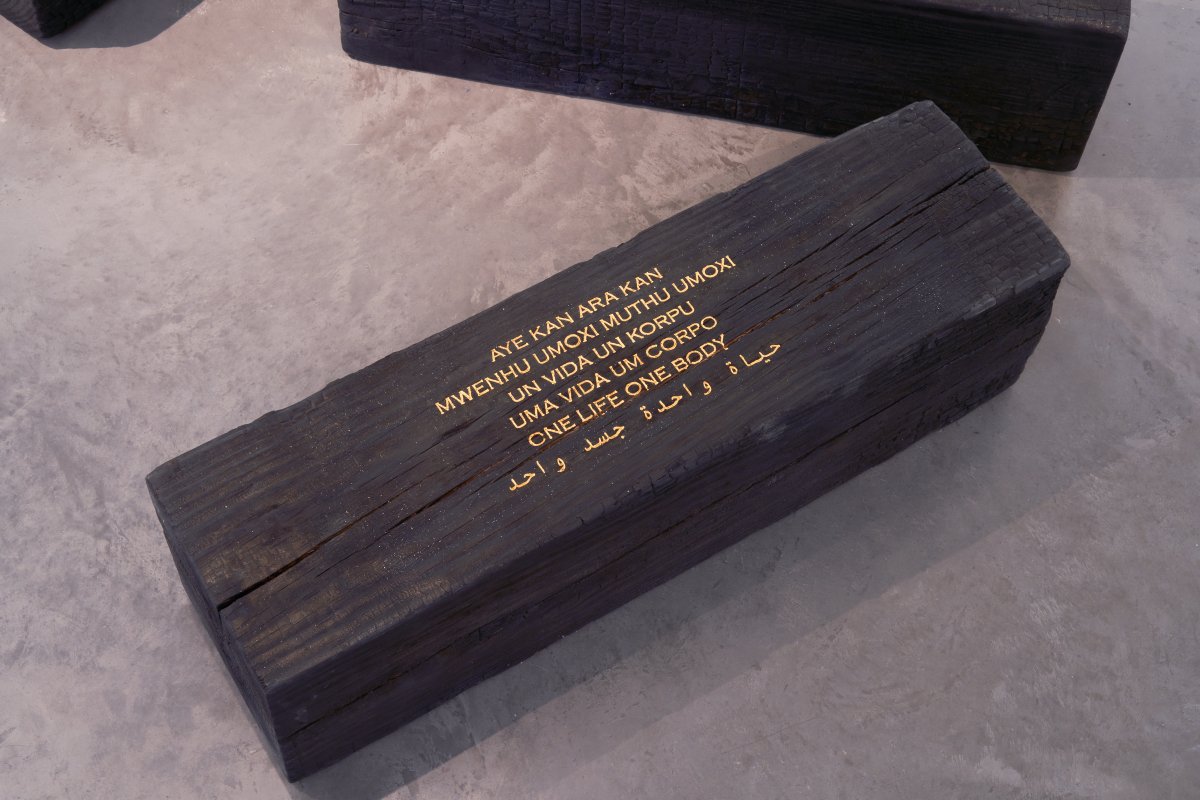 AYE KAN ARA KAN
MWENHU UMOXI MUTHU UMOXI
UN VIDA UN KORPU
UMA VIDA UM CORPO
ONE LIFE ONE BODY
حياة واحدة جسد واحد